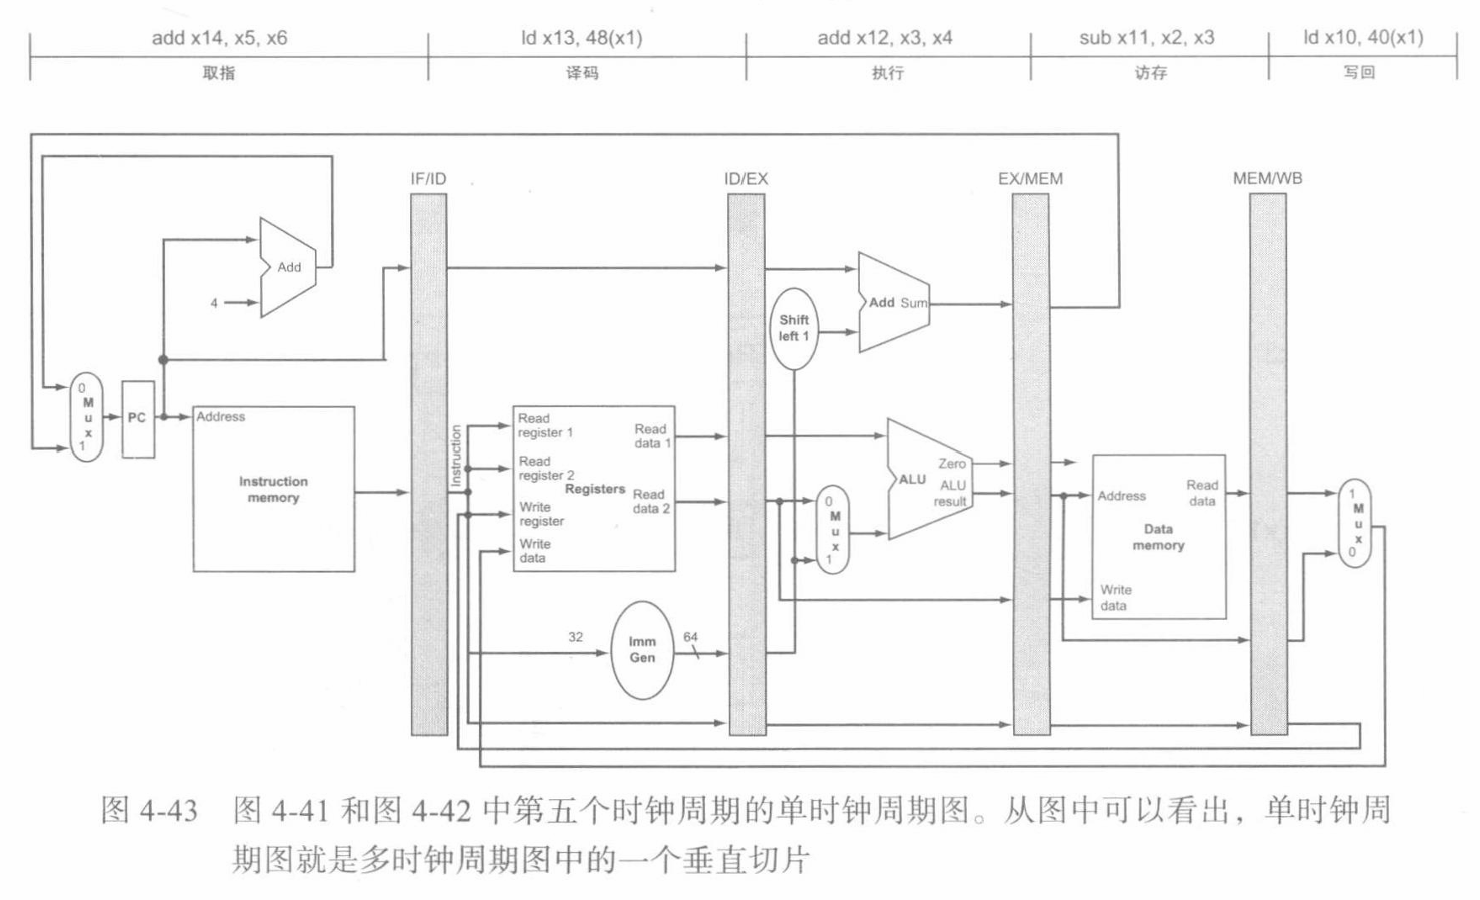 add x14, x5, x6
ld x13, 48(x1)
add x12, x3, x4
sub x11, x2, x3
ld x10, 40(x1)
取指
译码
执行
访存
写回
IF/ID
ID/EX
EX/MEM
MEM/WB
Add
4
Shift
left 1
Add Sum
0
M
u
x
1
PC
Address
Instruction
memory
Instruction
Read
register 1
Read
register 2
Write
register
Write
data
Registers
Read
data 1
Read
data 2
0
M
u
x
1
Zero
ALU
ALU
result
Address
Read
data
Data
memory
Write
data
1
M
u
x
0
32
Imm
Gen
64
图 4-43 图 4-41 和图 4-42 中第五个时钟周期的单时钟周期图。从图中可以看出，单时钟周
期图就是多时钟周期图中的一个垂直切片